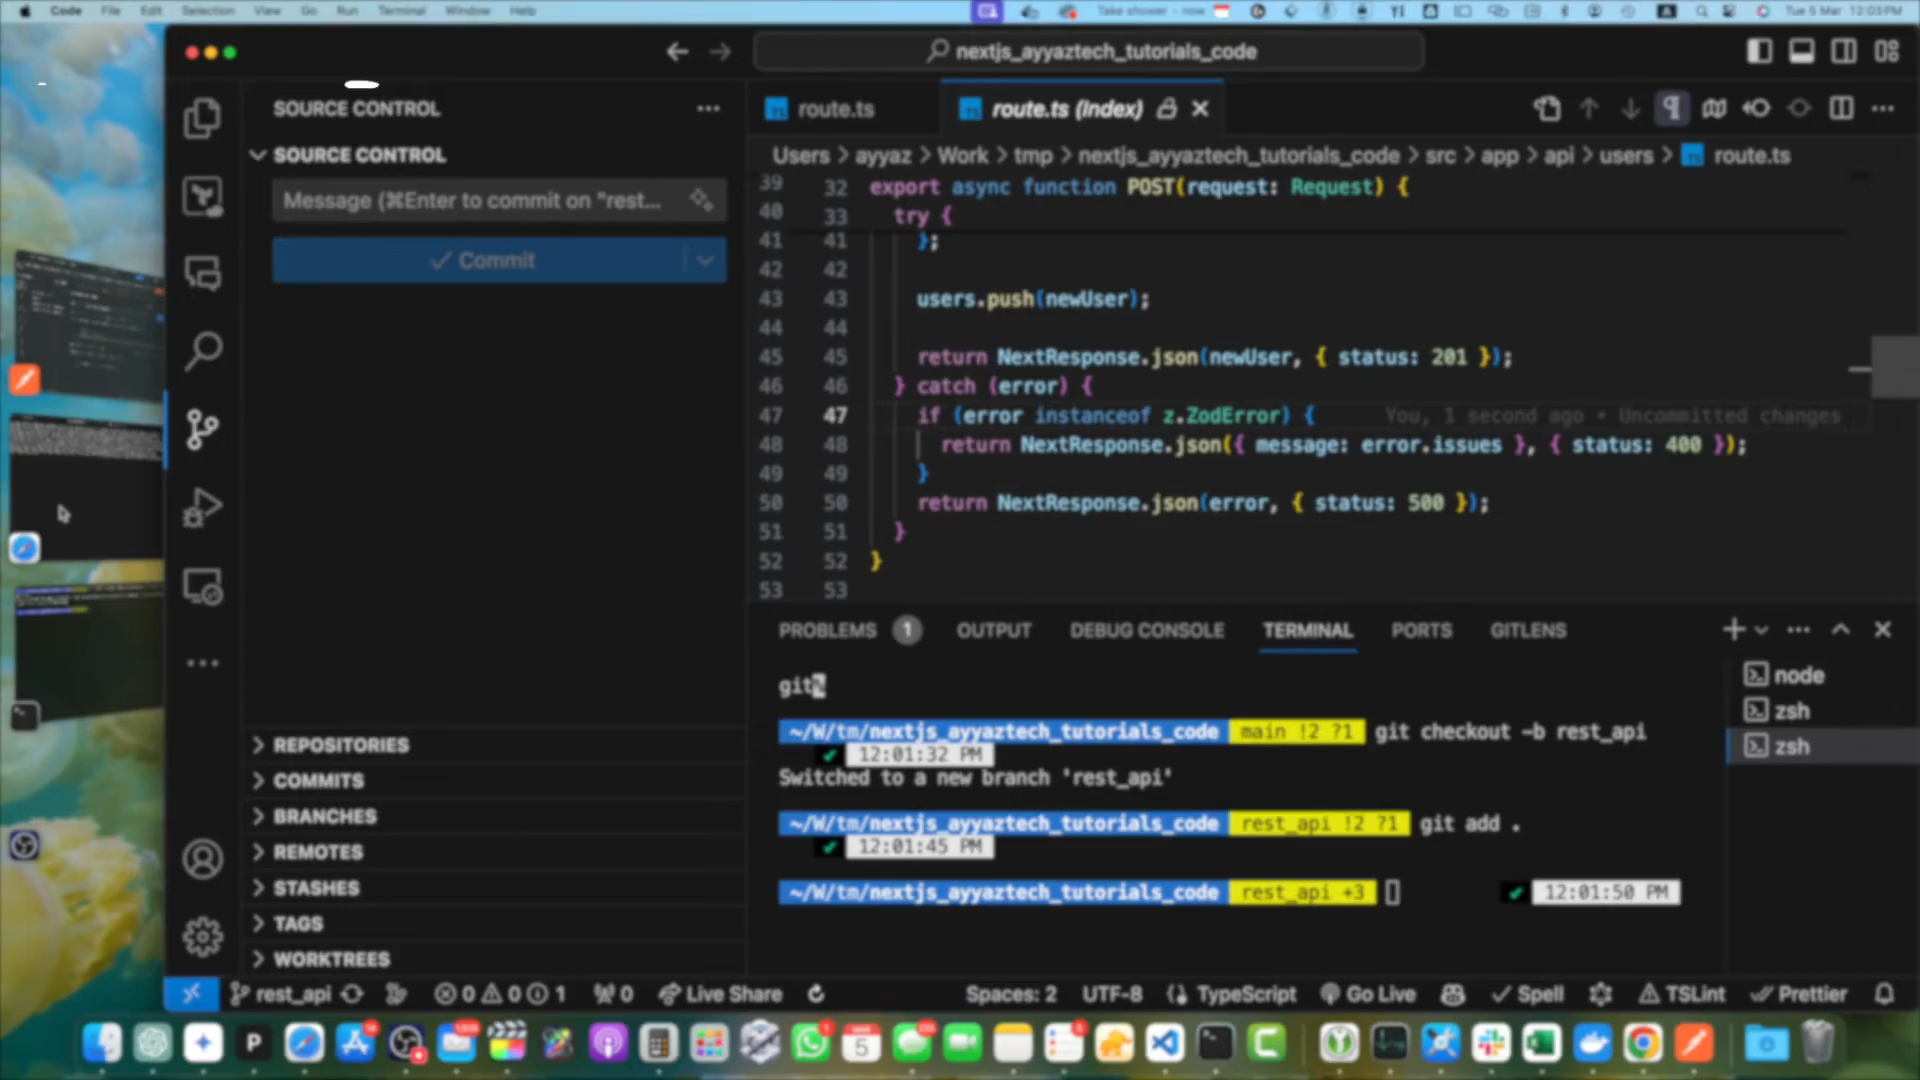 Code File Edit Selection View Go Run Terminal Window Help Take shower - now Tue 5 Mar 12:03 PM
nextjs_ayyaztech_tutorials_code
SOURCE CONTROL
SOURCE CONTROL
Message (⌘Enter to commit on "rest...
Commit
route.ts
route.ts (Index)
Users > ayyaz > Work > tmp > nextjs_ayyaztech_tutorials_code > src > app > api > users > route.ts
39 32 export async function POST(request: Request) {
40 33 try {
41 41 };
42 42
43 43 users.push(newUser);
44 44
45 45 return NextResponse.json(newUser, { status: 201 });
46 46 } catch (error) {
47 47 if (error instanceof z.ZodError) { You, 1 second ago • Uncommitted changes
48 48 return NextResponse.json({ message: error.issues }, { status: 400 });
49 49 }
50 50 return NextResponse.json(error, { status: 500 });
51 51 }
52 52 }
53 53
PROBLEMS 1 OUTPUT DEBUG CONSOLE TERMINAL PORTS GITLENS
git%
~/W/tm/nextjs_ayyaztech_tutorials_code main !2 ?1 git checkout -b rest_api
✔ 12:01:32 PM
Switched to a new branch 'rest_api'
~/W/tm/nextjs_ayyaztech_tutorials_code rest_api !2 ?1 git add .
✔ 12:01:45 PM
~/W/tm/nextjs_ayyaztech_tutorials_code rest_api +3 ✔ 12:01:50 PM
node
zsh
zsh
REPOSITORIES
COMMITS
BRANCHES
REMOTES
STASHES
TAGS
WORKTREES
rest_api 0 0 1 0 Live Share Spaces: 2 UTF-8 TypeScript Go Live Spell TSLint Prettier
P
5